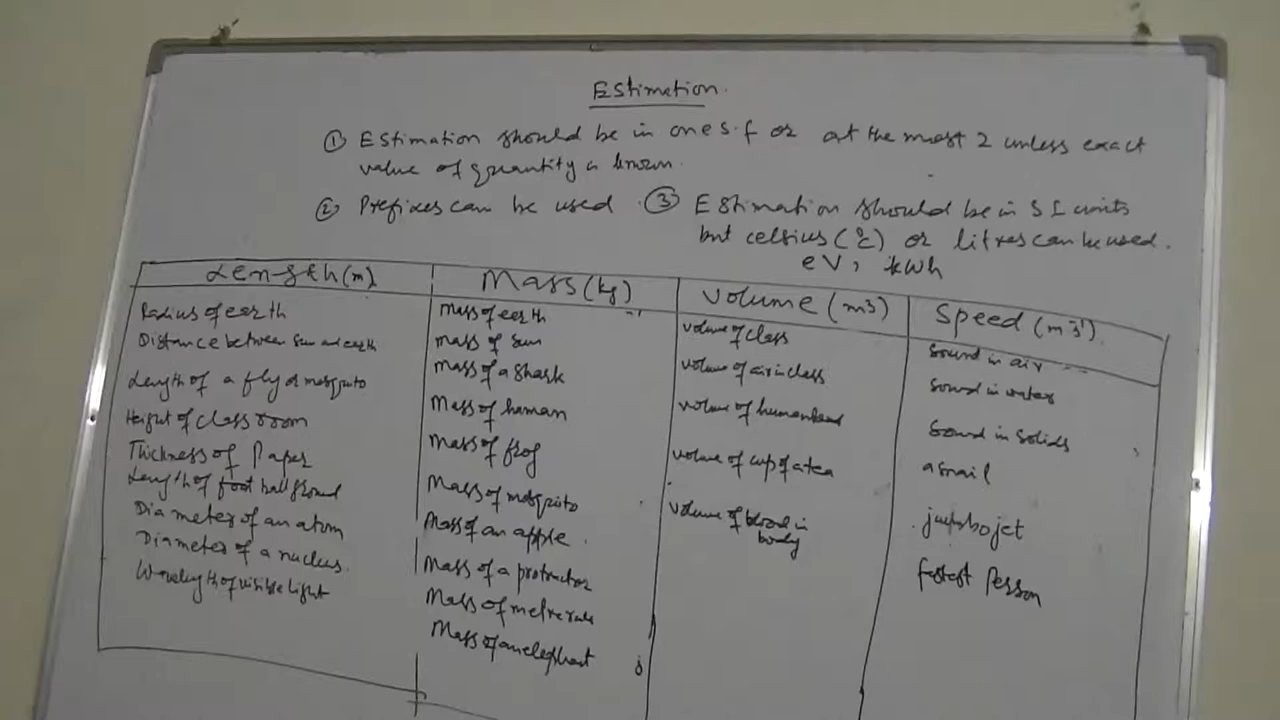 Estimation.
① Estimation should be in one s.f or at the most 2 unless exact
value of quantity is known.
② Prefixes can be used. ③ Estimation should be in SI units
but celsius (°C) or litres can be used.
eV, kWh
Length (m)
Radius of earth
Distance between sun and earth
Length of a fly or mosquito
Height of class room
Thickness of Paper
Length of foot ball ground
Diameter of an atom
Diameter of a nucleus.
Wavelength of visible light
Mass (kg)
Mass of earth
Mass of sun
Mass of a shark
Mass of human
Mass of frog
Mass of mosquito
Mass of an apple.
Mass of a protractor
Mass of metre rule
Mass of an elephant
Volume (m3)
volume of class
volume of air in class
volume of human head
volume of cup of a tea
volume of blood in
body
Speed (ms-1)
Sound in air
Sound in water
Sound in solids
a snail
jumbo jet
fastest Person